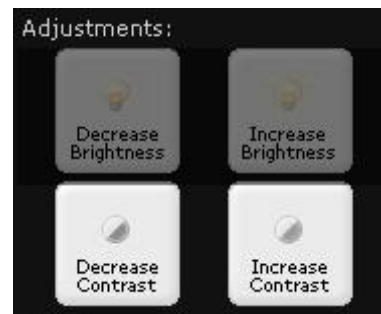 Adjustments:
Decrease
Brightness
Increase
Brightness
Decrease
Contrast
Increase
Contrast